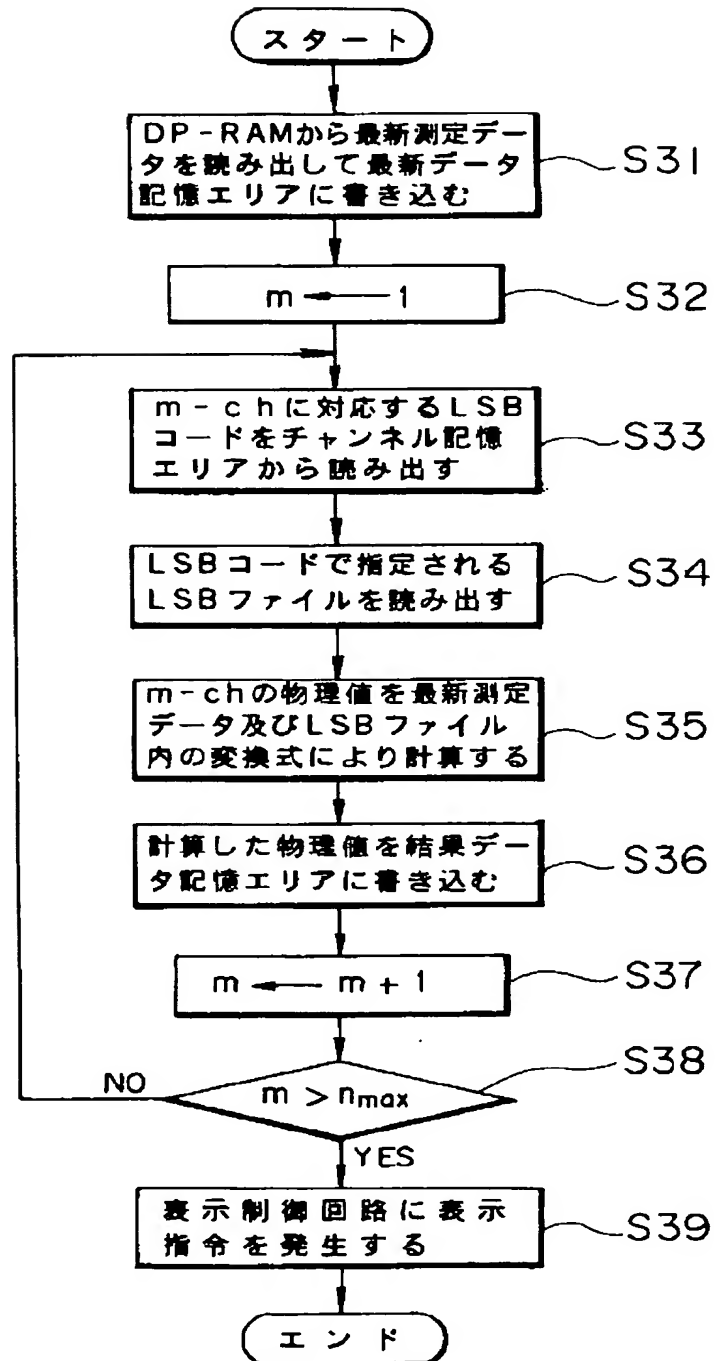 スタート
DP-RAMから最新測定デー
タを読み出して最新データ
記憶エリアに書き込む
S31
m ← 1
S32
m-chに対応するLSB
コードをチャンネル記憶
エリアから読み出す
S33
LSBコードで指定される
LSBファイルを読み出す
S34
m-chの物理値を最新測定
データ及びLSBファイル
内の変換式により計算する
S35
計算した物理値を結果デー
タ記憶エリアに書き込む
S36
m ← m + 1
S37
m > nmax
S38
NO
YES
表示制御回路に表示
指令を発生する
S39
エンド